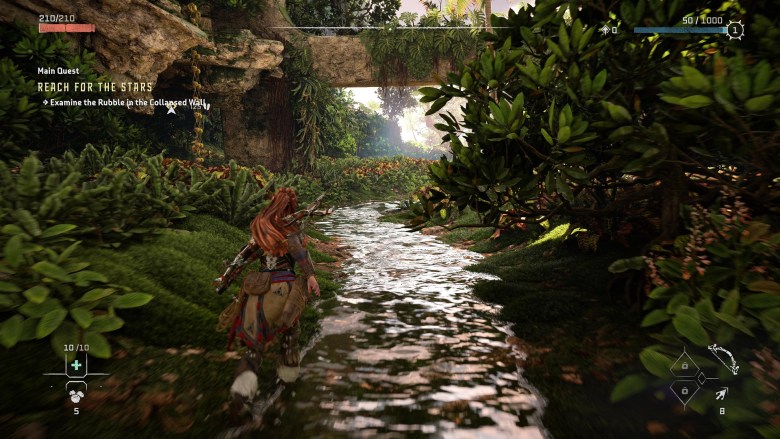 210/210
50 / 1000
0
1
Main Quest
REACH FOR THE STARS
Examine the Rubble in the Collapsed Wall
10 /10
5
8